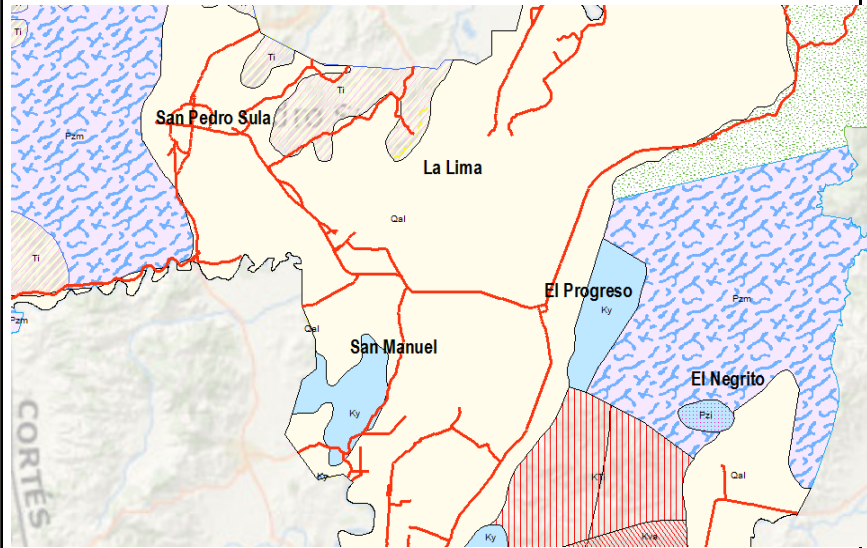 Ti
Ti
Ti
San Pedro Sula
Pzm
La Lima
Qal
Ti
El Progreso
Pzm
Ky
Pzm
Qal
San Manuel
El Negrito
Ky
Pzi
CORTÉS
Ky
KTi
Qal
Ky
Kva